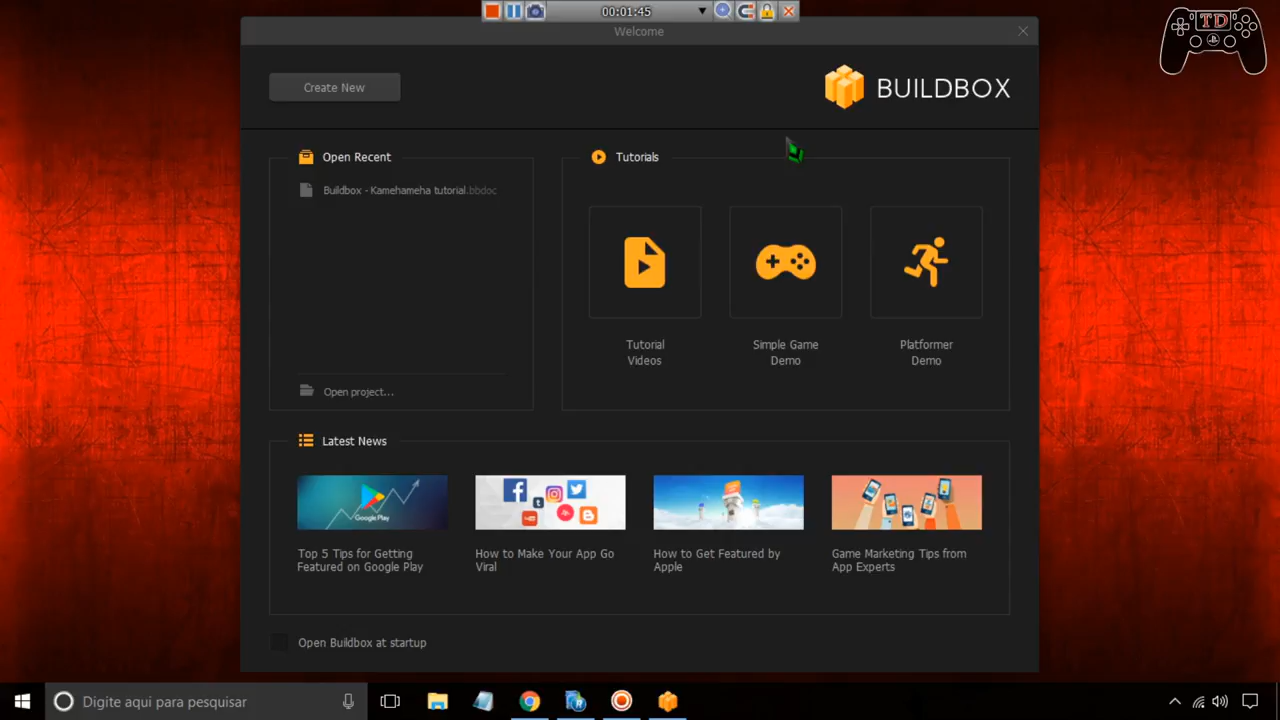 00:01:45
Welcome
TD
Create New
BUILDBOX
Open Recent
Tutorials
Buildbox - Kamehameha tutorial.bbdoc
Tutorial
Videos
Simple Game
Demo
Platformer
Demo
Open project...
Latest News
Google Play
Top 5 Tips for Getting
Featured on Google Play
How to Make Your App Go
Viral
How to Get Featured by
Apple
Game Marketing Tips from
App Experts
Open Buildbox at startup
Digite aqui para pesquisar